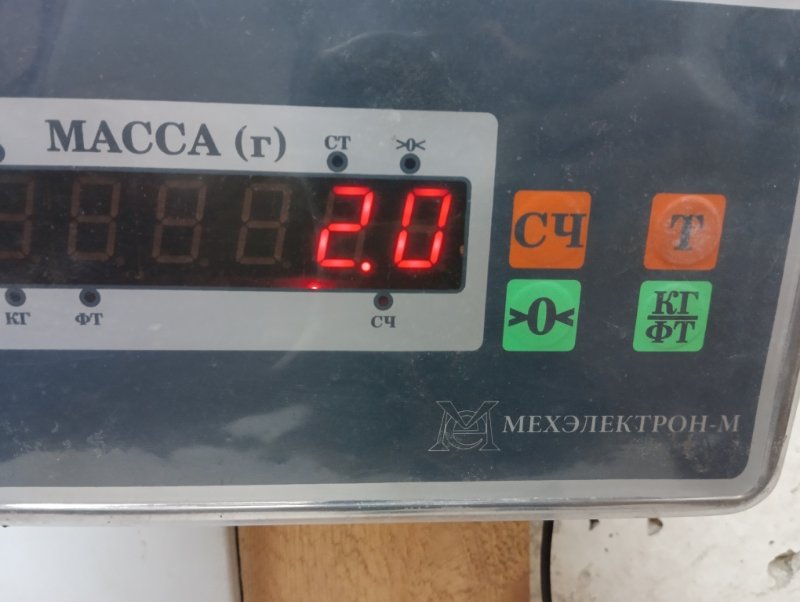 МАССА (г) СТ >0<
2.0
КГ ФТ СЧ
СЧ Т
>0< КГ/ФТ
МЕХЭЛЕКТРОН-М